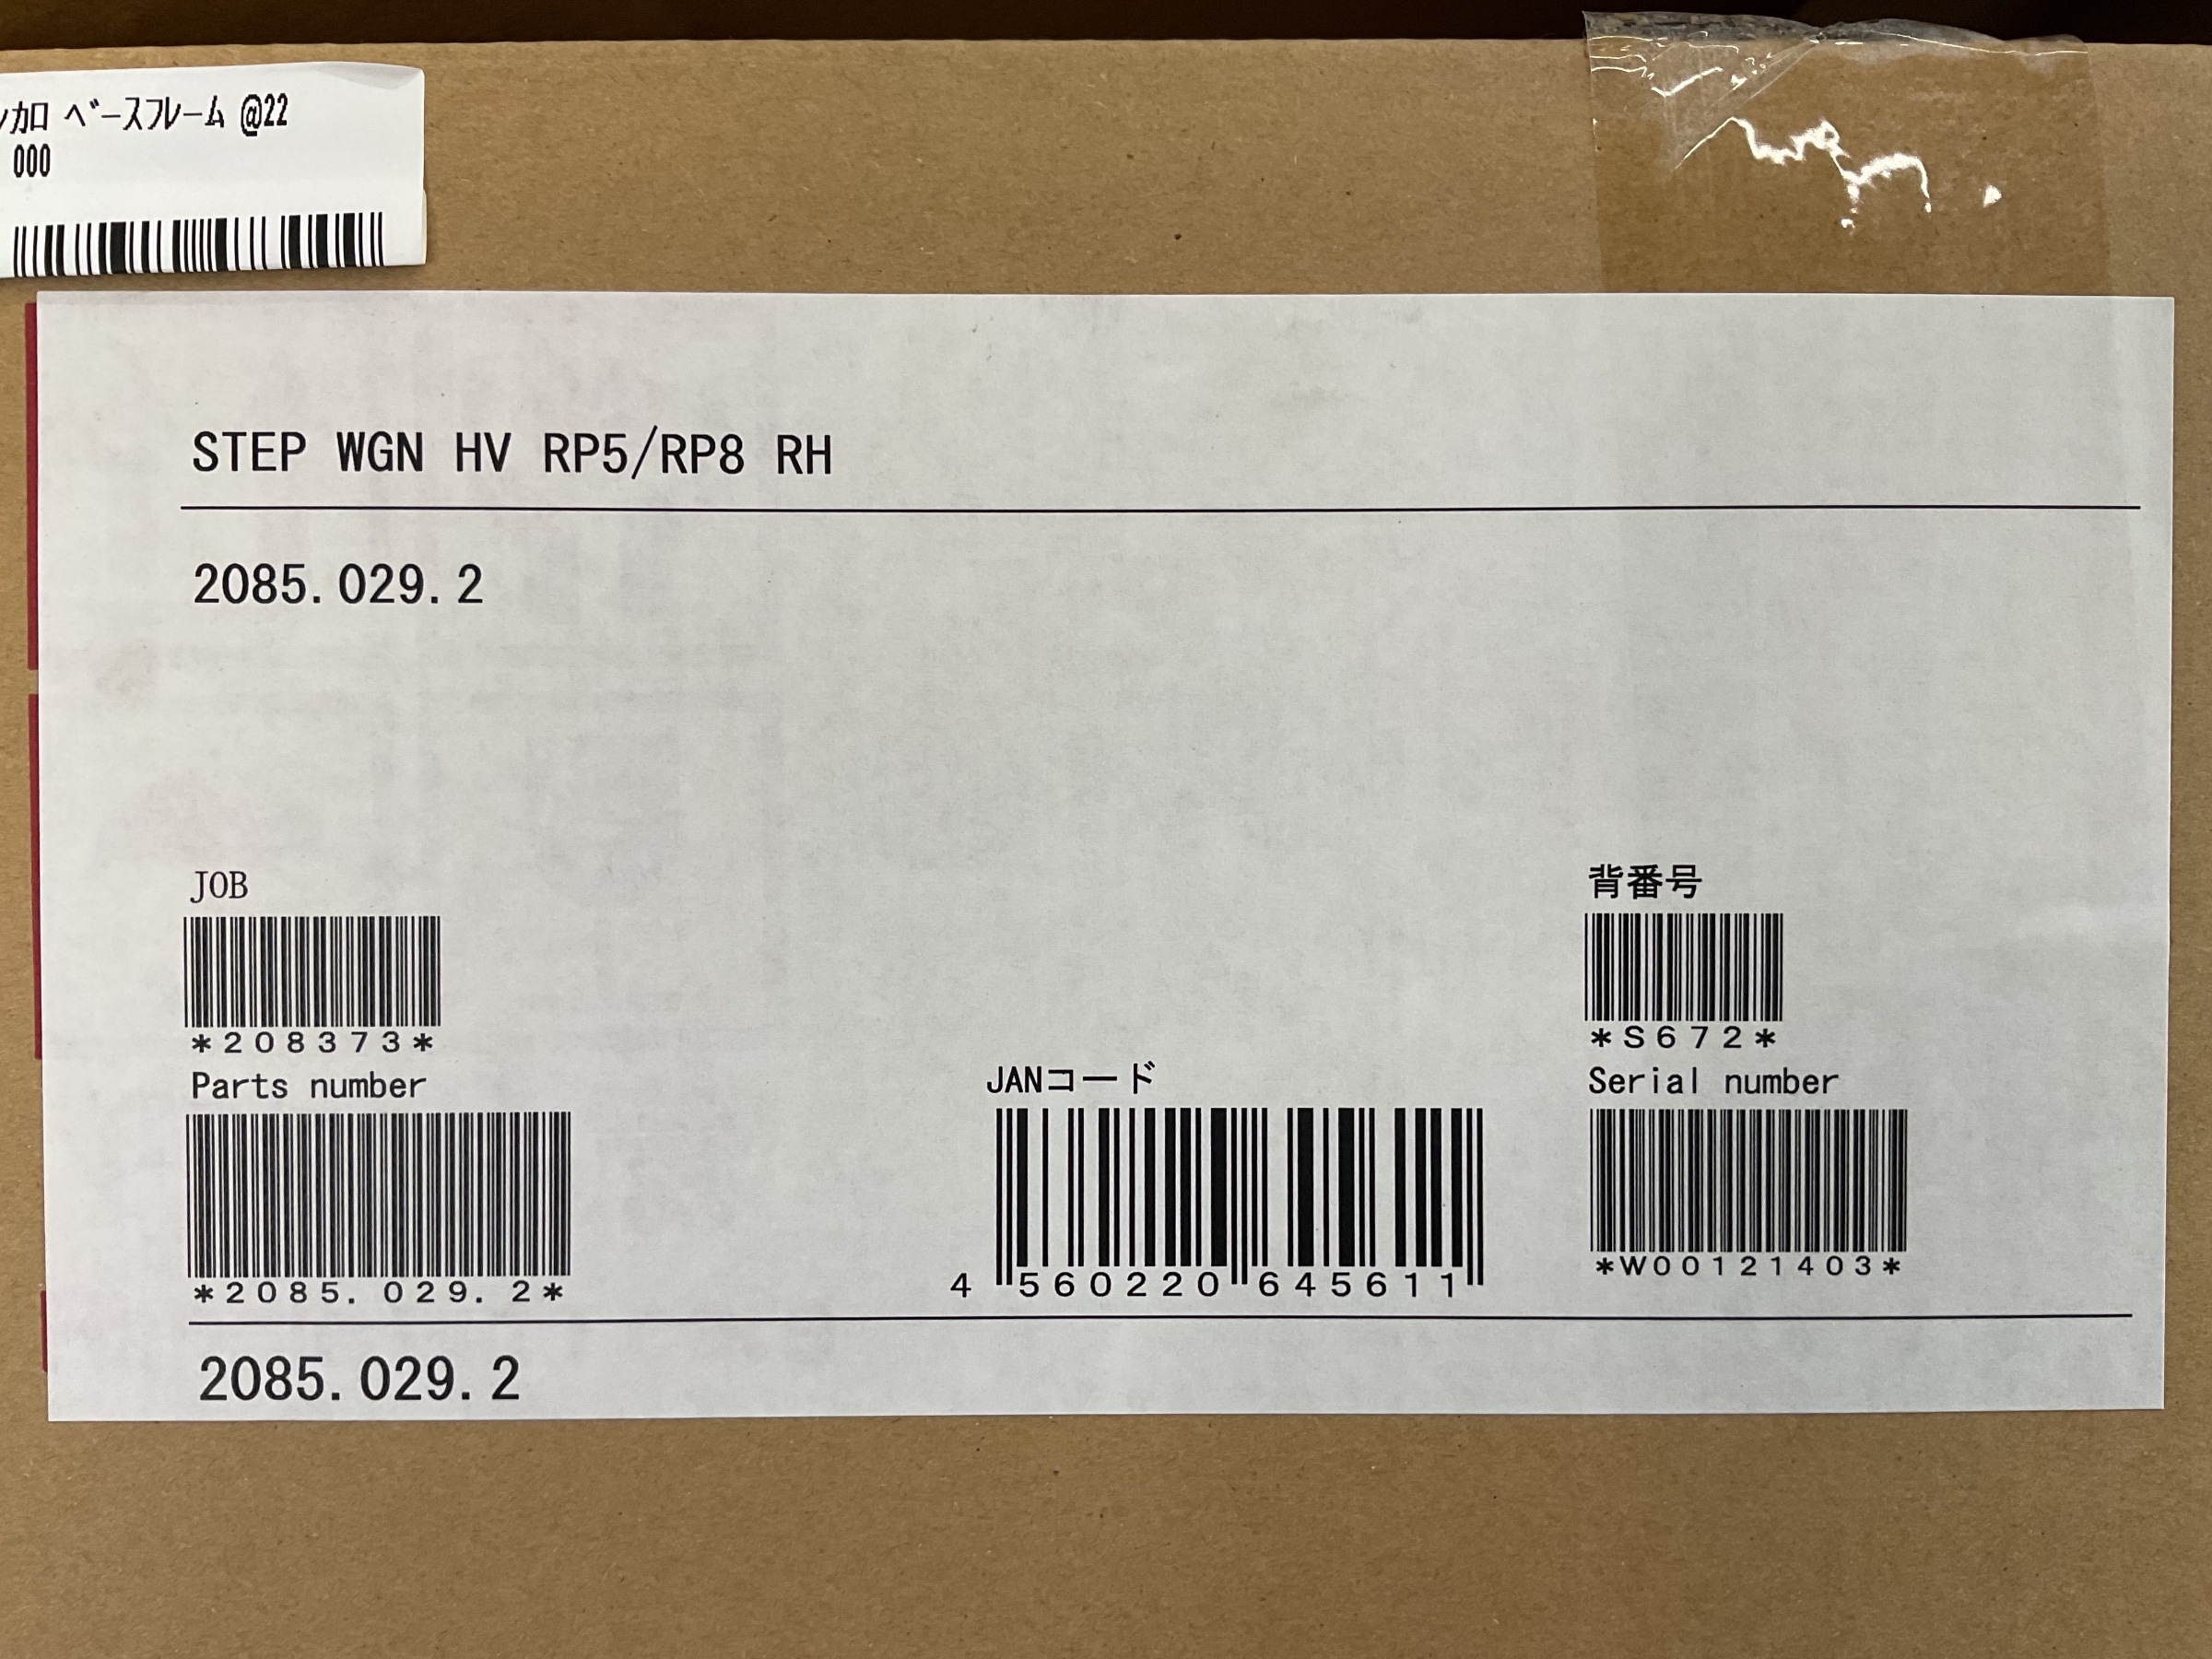 ンカロ ﾍﾞｰｽﾌﾚｰﾑ @22
000
STEP WGN HV RP5/RP8 RH
2085.029.2
JOB
*208373*
Parts number
*2085.029.2*
JANコード
4 560220 645611
背番号
*S672*
Serial number
*W00121403*
2085.029.2